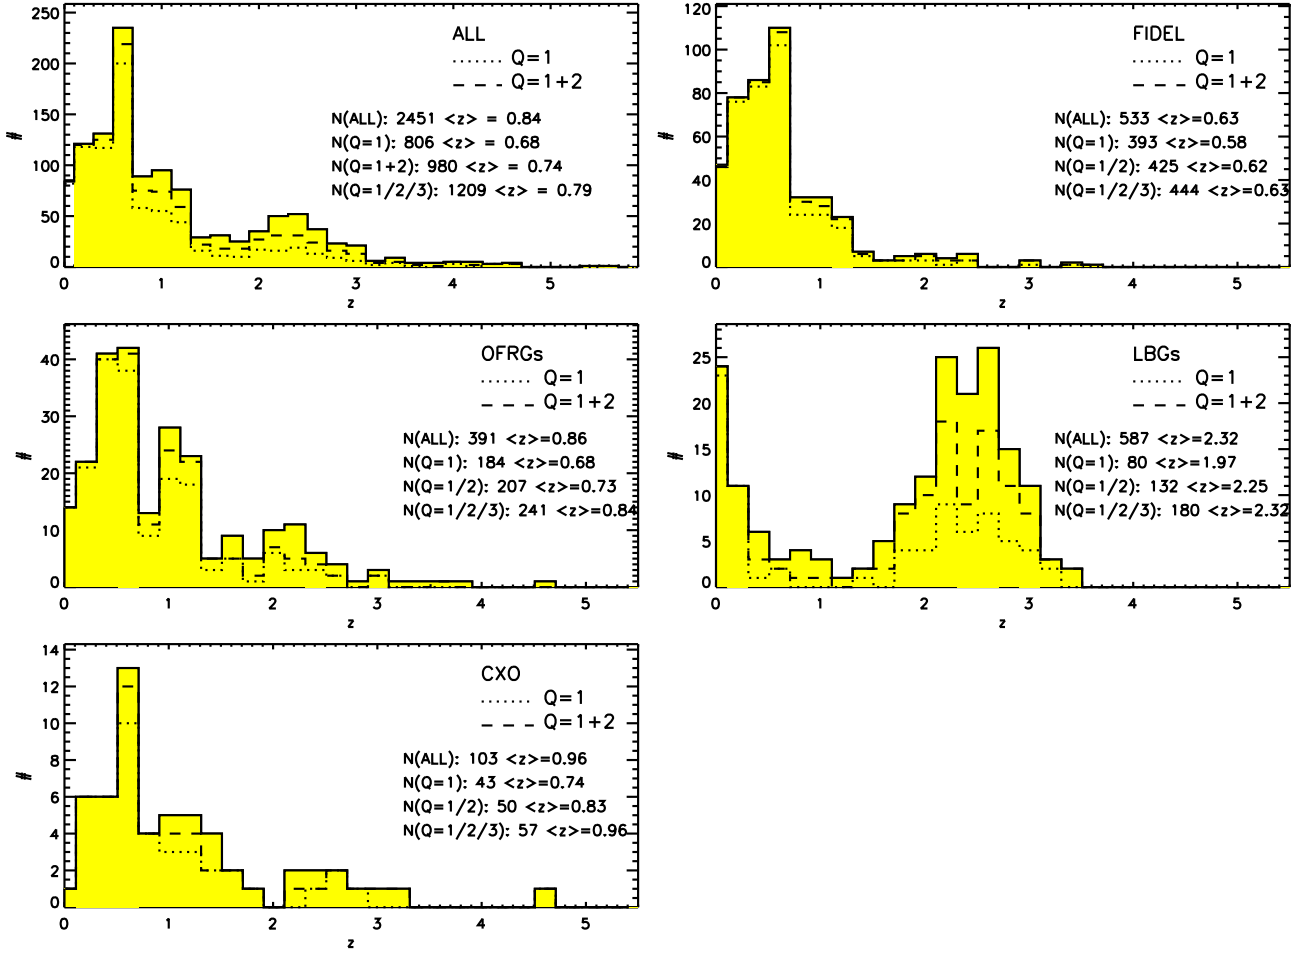 ALL
Q=1
Q=1+2
N(ALL): 2451 <z> = 0.84
N(Q=1): 806 <z> = 0.68
N(Q=1+2): 980 <z> = 0.74
N(Q=1/2/3): 1209 <z> = 0.79
#
250
200
150
100
50
0
0 1 2 3 4 5
z
FIDEL
Q=1
Q=1+2
N(ALL): 533 <z>=0.63
N(Q=1): 393 <z>=0.58
N(Q=1/2): 425 <z>=0.62
N(Q=1/2/3): 444 <z>=0.63
#
120
100
80
60
40
20
0
0 1 2 3 4 5
z
OFRGs
Q=1
Q=1+2
N(ALL): 391 <z>=0.86
N(Q=1): 184 <z>=0.68
N(Q=1/2): 207 <z>=0.73
N(Q=1/2/3): 241 <z>=0.84
#
40
30
20
10
0
0 1 2 3 4 5
z
LBGs
Q=1
Q=1+2
N(ALL): 587 <z>=2.32
N(Q=1): 80 <z>=1.97
N(Q=1/2): 132 <z>=2.25
N(Q=1/2/3): 180 <z>=2.32
#
25
20
15
10
5
0
0 1 2 3 4 5
z
CXO
Q=1
Q=1+2
N(ALL): 103 <z>=0.96
N(Q=1): 43 <z>=0.74
N(Q=1/2): 50 <z>=0.83
N(Q=1/2/3): 57 <z>=0.96
#
14
12
10
8
6
4
2
0
0 1 2 3 4 5
z